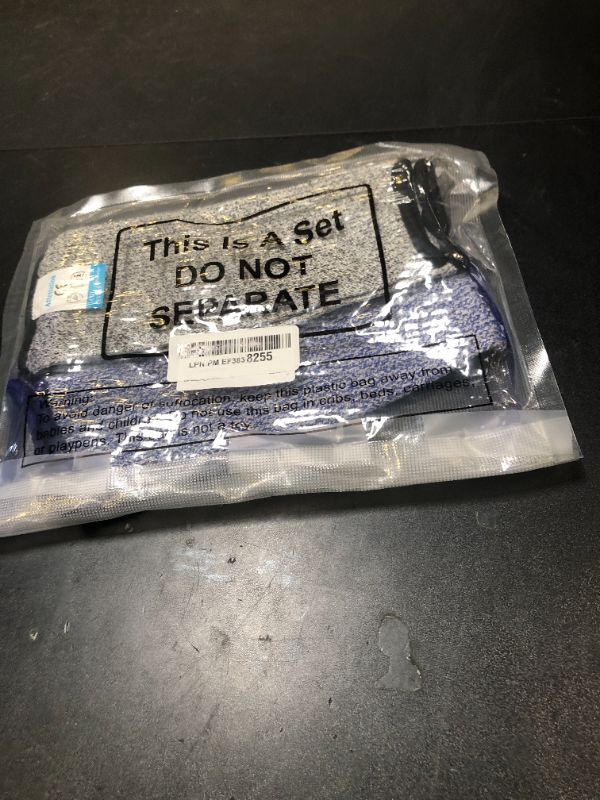 This Is A Set
DO NOT
SEPARATE
LPN PM EF3838255
Warning:
To avoid danger of suffocation, keep this plastic bag away from
babies and children. Do not use this bag in cribs, beds, carriages,
or playpens. This bag is not a toy.
CE